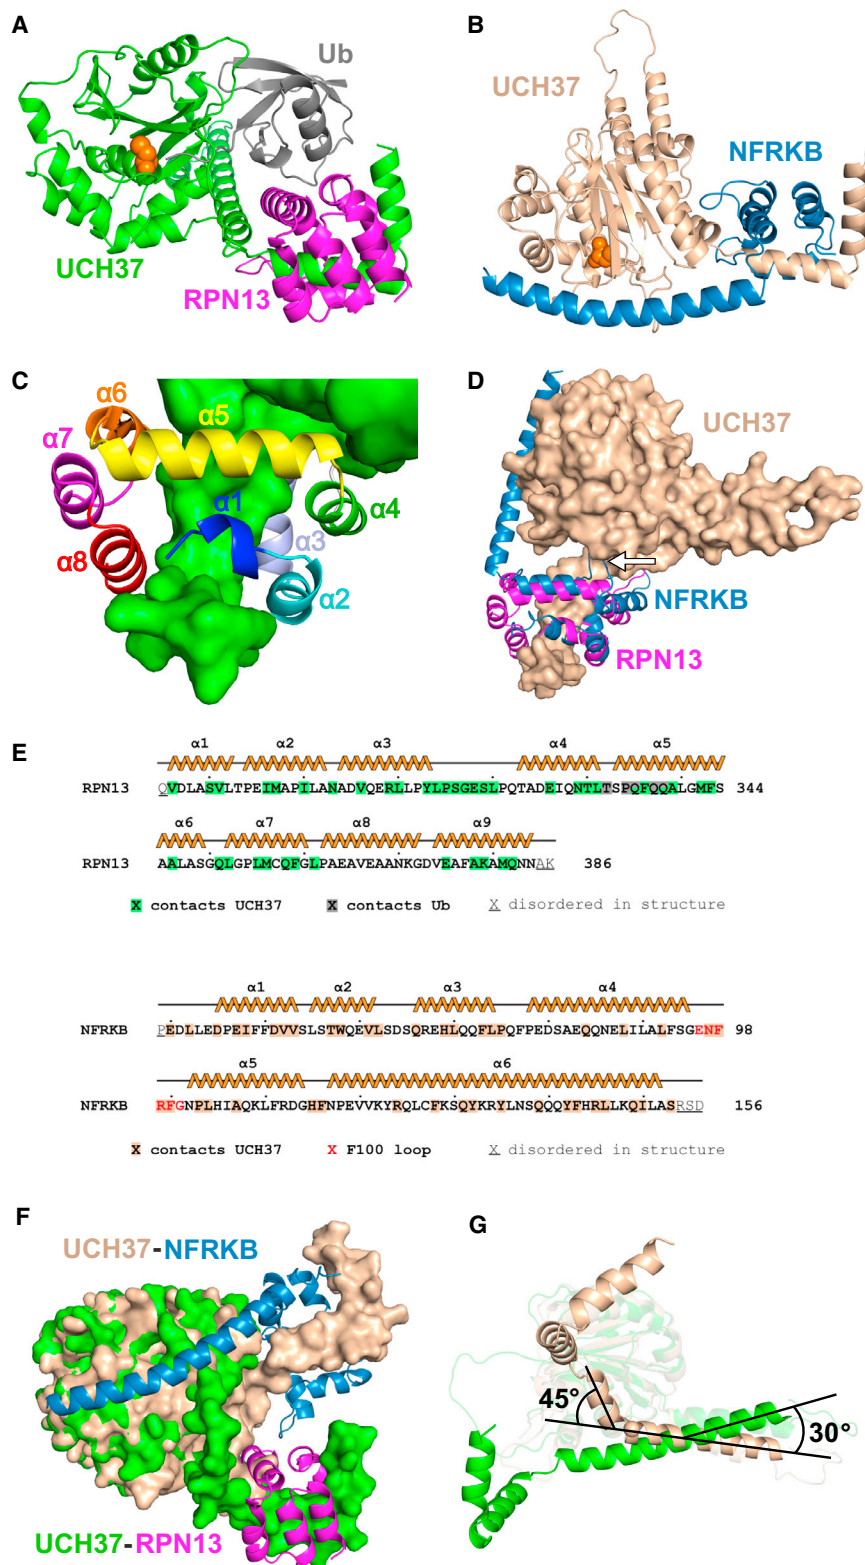 A
Ub
UCH37
RPN13
B
UCH37
NFRKB
C
α6
α5
α7
α1
α4
α3
α8
α2
D
UCH37
NFRKB
RPN13
E
α1 α2 α3 α4 α5
RPN13 QVDLASVLTPEIMAPILANADVQERLLPYLPSGESLPQTADEIQNTLTSPQFQQALGMFS 344
α6 α7 α8 α9
RPN13 AALASGQLGPLMCQFGLPAEAVEAANKGDVEAFAKAMQNNAK 386
X contacts UCH37 X contacts Ub X disordered in structure
α1 α2 α3 α4
NFRKB PEDLLEDPEIFFDVVSLSTWQEVLSDSQREHLQQFLPQFPEDSAEQQNELILALFSGENF 98
α5 α6
NFRKB RFGNPLHIAQKLFRDGHFNPEVVKYRQLCFKSQYKRYLNSQQQYFHRLLKQILASRSD 156
X contacts UCH37 X F100 loop X disordered in structure
F
UCH37-NFRKB
UCH37-RPN13
G
45°
30°